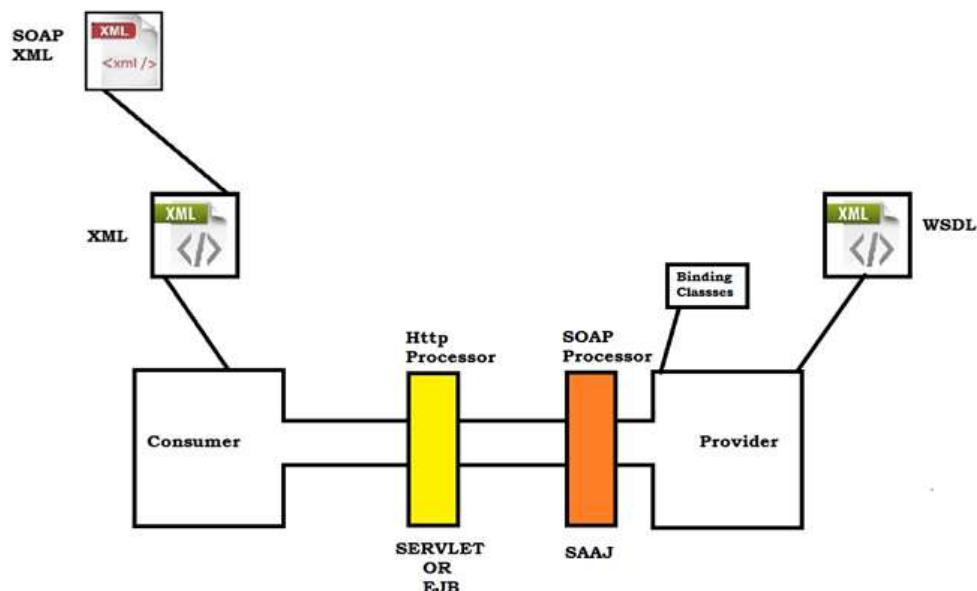 SOAP
XML
XML
<xml />
XML
XML
</>
XML
</>
WSDL
Binding
Classses
Http
Processor
SOAP
Processor
Consumer
Provider
SERVLET
OR
EJB
SAAJ